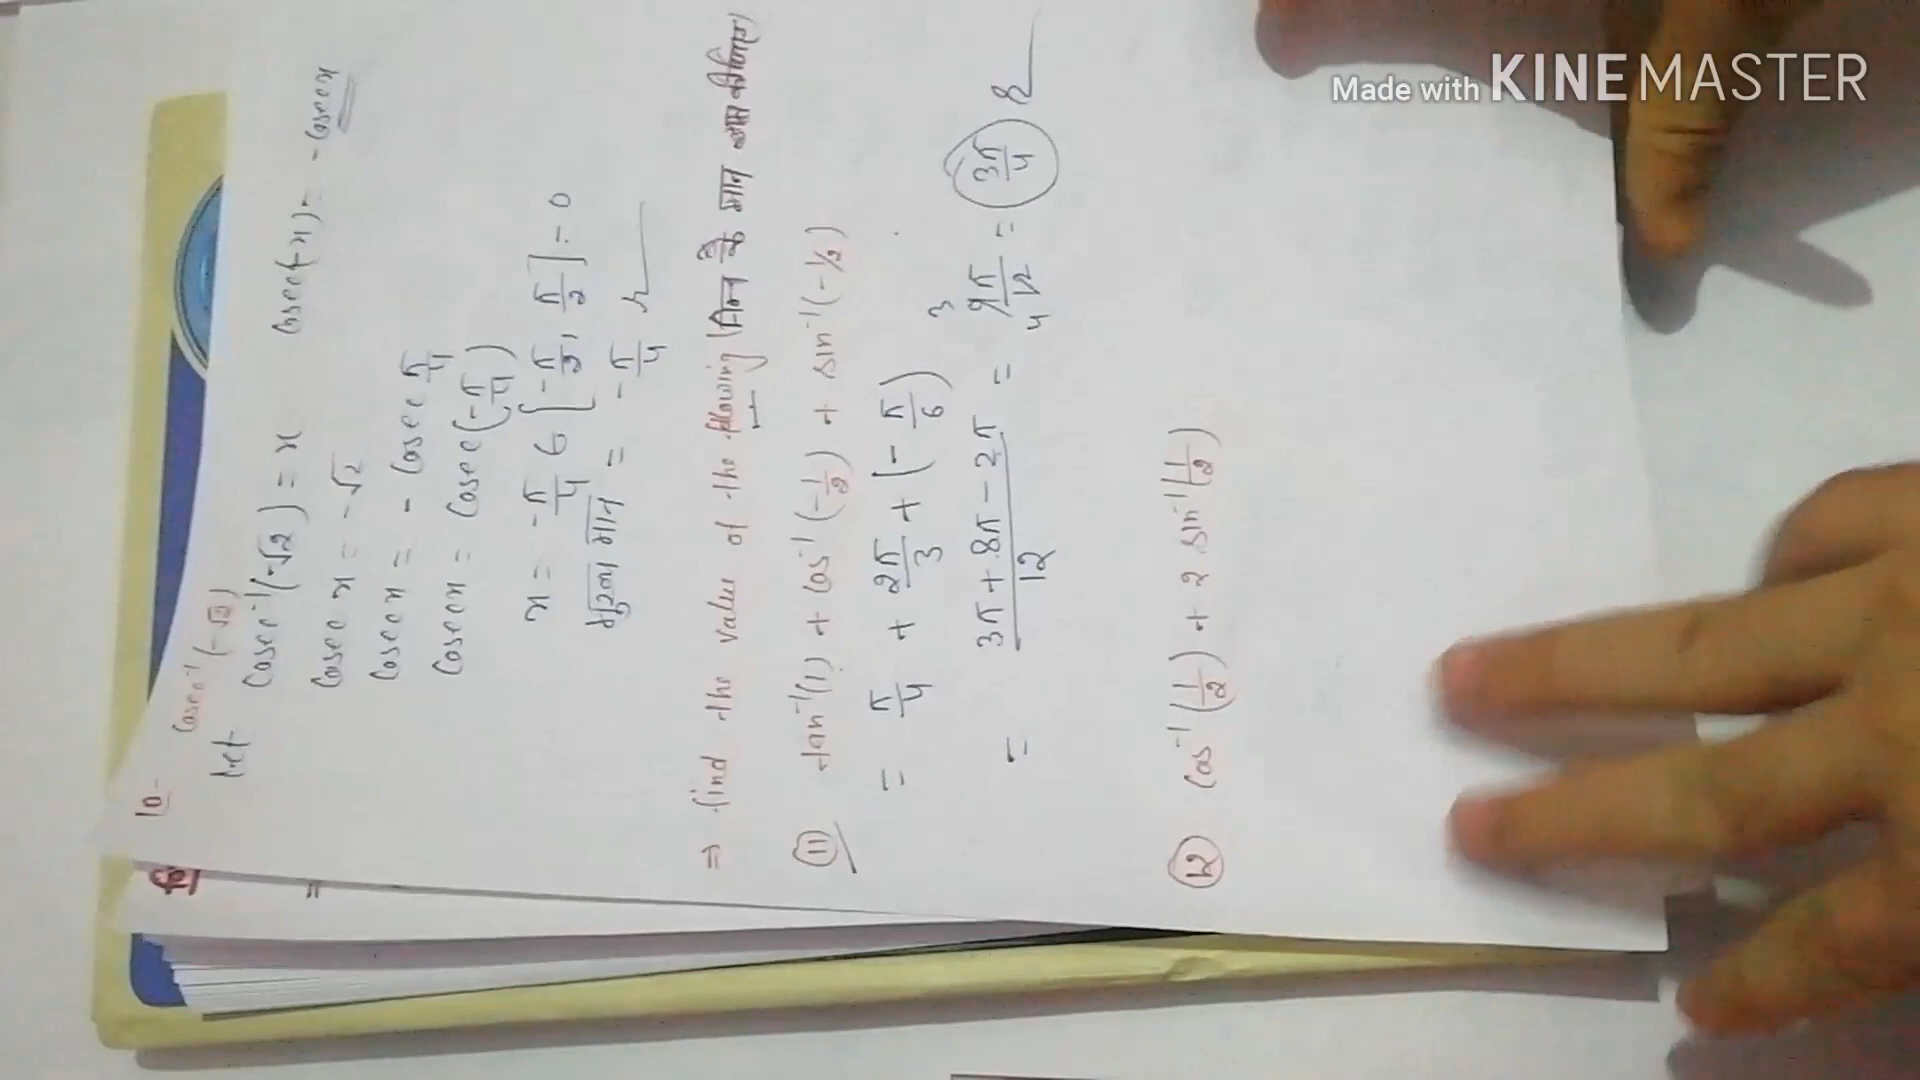 Made with KINEMASTER
10- Cosec⁻¹(-√2)
Let Cosec⁻¹(-√2) = x Cosec(-x) = - Cosec x
Cosec x = -√2
Cosec x = - Cosec π/4
Cosec x = Cosec(-π/4)
x = -π/4 ϵ [-π/2, π/2] - 0
मुख्य मान = -π/4
⇒ find the value of the following (निम्न के मान ज्ञात कीजिए)
(11) tan⁻¹(1) + Cos⁻¹(-1/2) + sin⁻¹(-1/2)
= π/4 + 2π/3 + (-π/6)
= 3π + 8π - 2π / 12 = 9π/12 = 3π/4
(12) Cos⁻¹(1/2) + 2 sin⁻¹(1/2)